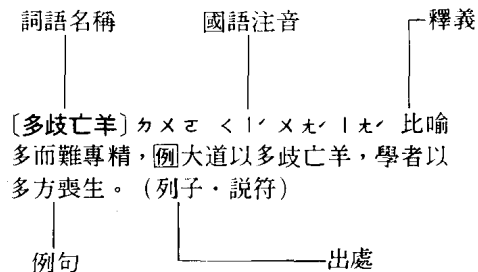 詞語名稱 國語注音 釋義
〔多歧亡羊〕ㄉㄨㄛ ㄑㄧˊ ㄨㄤˊ ㄧㄤˊ 比喻
多而難專精，例大道以多歧亡羊，學者以
多方喪生。（列子·說符）
例句 出處